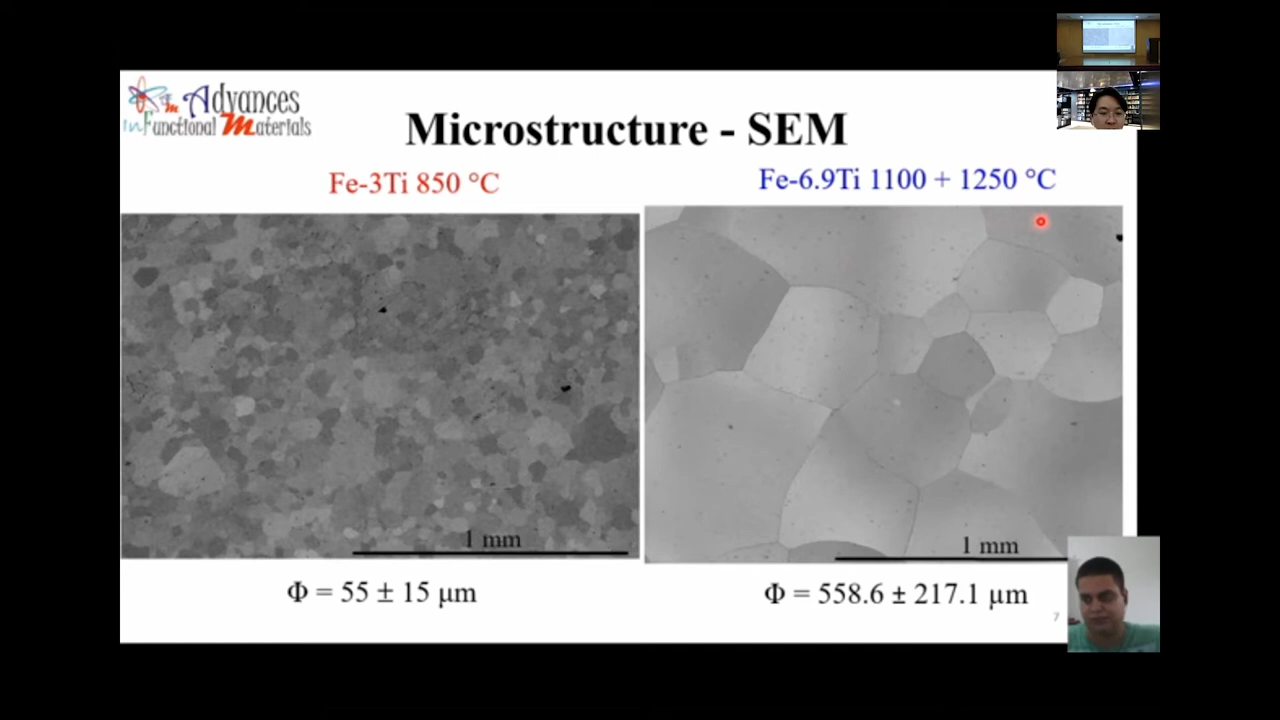 Advances
in Functional Materials
Microstructure - SEM
Fe-3Ti 850 °C
Fe-6.9Ti 1100 + 1250 °C
1 mm
1 mm
Φ = 55 ± 15 μm
Φ = 558.6 ± 217.1 μm
7